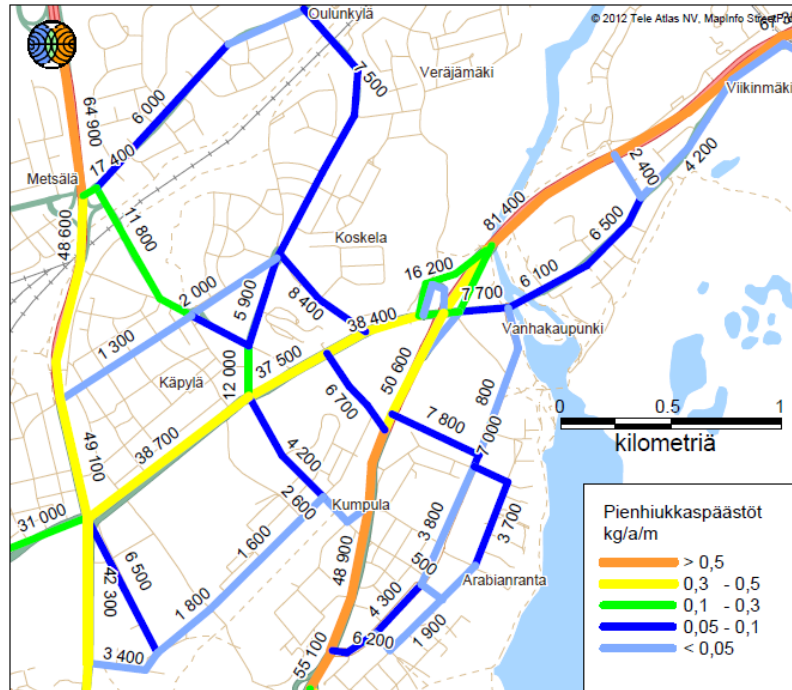 Oulunkylä
© 2012 Tele Atlas NV, MapInfo StreetPro
7 500
Veräjämäki
Viikinmäki
64 900
6 000
17 400
Metsälä
2 400
4 200
48 600
11 800
81 400
6 500
Koskela
16 200
2 000
5 900
8 400
7 700
6 100
38 400
Vanhakaupunki
1 300
37 500
Käpylä
12 000
50 600
800
0 0.5 1
kilometriä
6 700
7 800
49 100
38 700
7 000
4 200
2 600
Kumpula
31 000
3 800
3 700
1 600
6 500
42 300
48 900
500
Arabianranta
1 800
4 300
1 900
6 200
3 400
55 100
Pienhiukkaspäästöt
kg/a/m
> 0,5
0,3 - 0,5
0,1 - 0,3
0,05 - 0,1
< 0,05